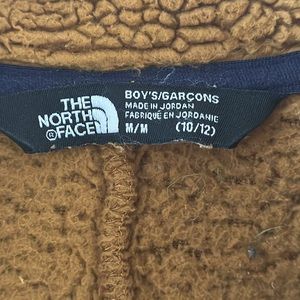 THE
NORTH
FACE
BOY'S/GARÇONS
MADE IN JORDAN
FABRIQUÉ EN JORDANIE
M/M (10/12)